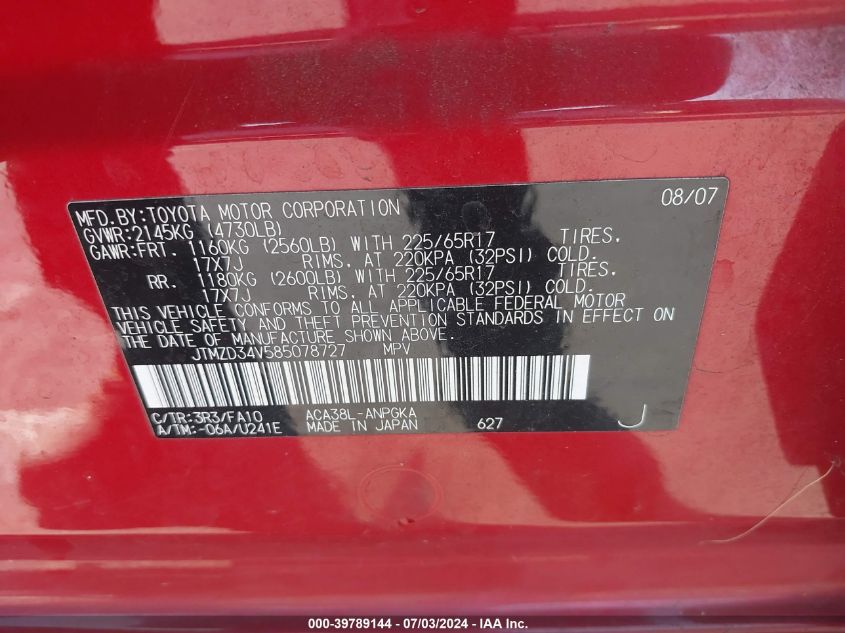 MFD.BY:TOYOTA MOTOR CORPORATION 08/07
GVWR:2145KG (4730LB)
GAWR:FRT. 1160KG (2560LB) WITH 225/65R17 TIRES,
17X7J RIMS, AT 220KPA (32PSI) COLD.
RR. 1180KG (2600LB) WITH 225/65R17 TIRES,
17X7J RIMS, AT 220KPA (32PSI) COLD.
THIS VEHICLE CONFORMS TO ALL APPLICABLE FEDERAL MOTOR
VEHICLE SAFETY AND THEFT PREVENTION STANDARDS IN EFFECT ON
THE DATE OF MANUFACTURE SHOWN ABOVE.
JTMZD34V585078727 MPV
C/TR:3R3/FA10 ACA38L-ANPGKA
A/TM:-06A/U241E MADE IN JAPAN 627 J
000-39789144 - 07/03/2024 - IAA Inc.